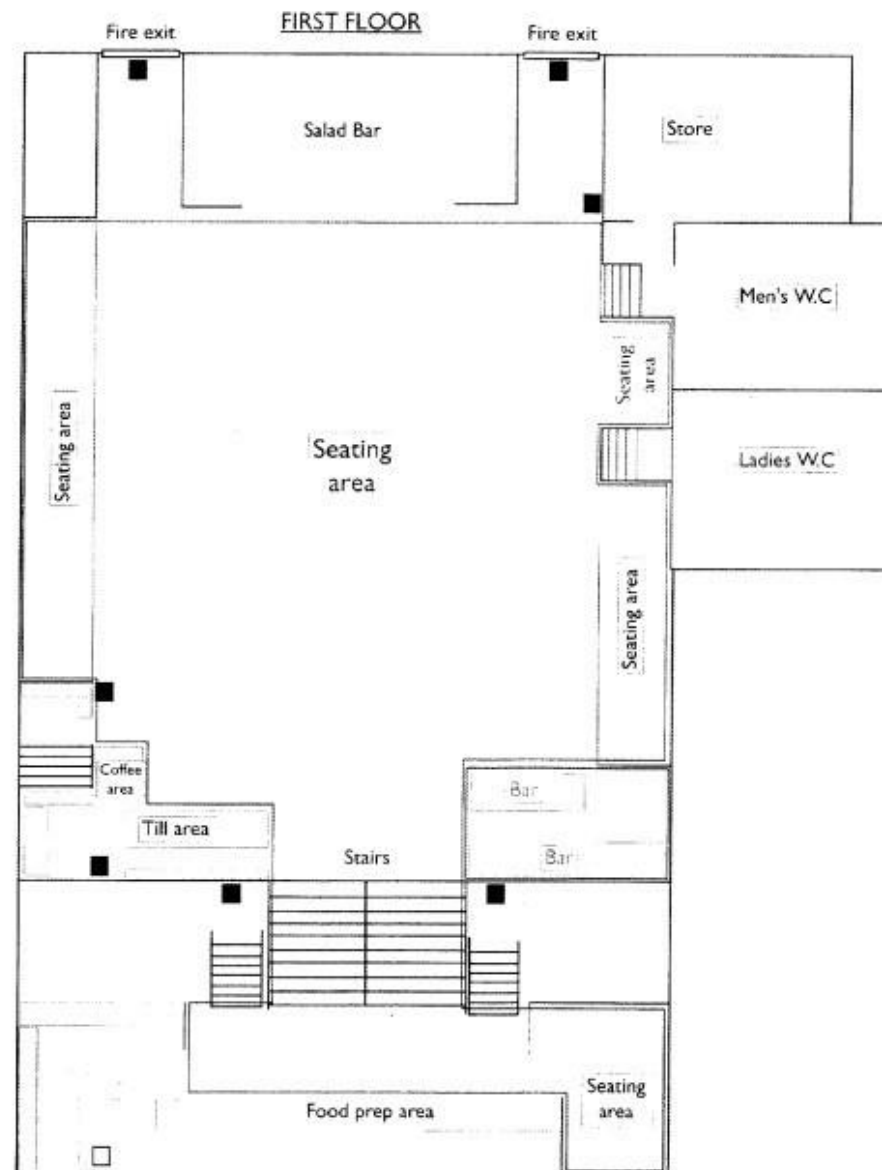 FIRST FLOOR
Fire exit
Fire exit
Salad Bar
Store
Men's W.C
Seating
area
Seating area
Seating
area
Ladies W.C
Seating area
Coffee
area
Bar
Till area
Stairs
Bar
Seating
area
Food prep area